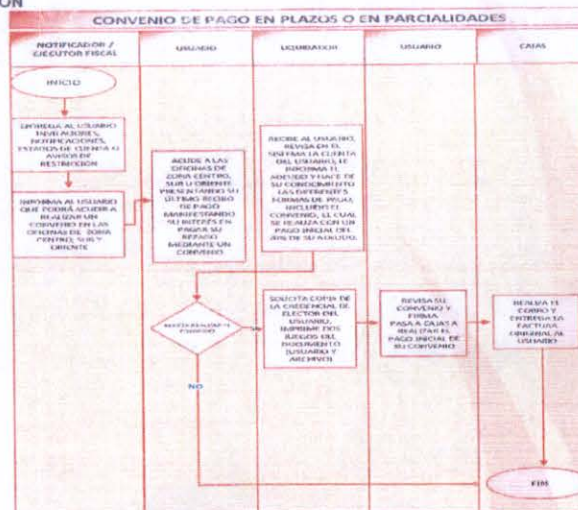 ÓN
CONVENIO DE PAGO EN PLAZOS O EN PARCIALIDADES
NOTIFICADOR /
EJECUTOR FISCAL
USUARIO
LIQUIDADOR
USUARIO
CAJAS
INICIO
ENTREGA AL USUARIO
INVITACIONES,
NOTIFICACIONES,
ESTADOS DE CUENTA O
AVISOS DE
RESTRICCIÓN
INFORMA AL USUARIO
QUE PODRÁ ACUDIR A
REALIZAR UN
CONVENIO EN LAS
OFICINAS DE ZONA
CENTRO, SUR Y
ORIENTE
ACUDE A LAS
OFICINAS DE
ZONA CENTRO,
SUR U ORIENTE
PRESENTANDO SU
ÚLTIMO RECIBO
DE PAGO
MANIFESTANDO
SU INTERÉS EN
PAGAR SU
REZAGO
MEDIANTE UN
CONVENIO
RECIBE AL USUARIO,
REVISA EN EL
SISTEMA LA CUENTA
DEL USUARIO, LE
INFORMA EL
ADEUDO Y HACE DE
SU CONOCIMIENTO
LAS DIFERENTES
FORMAS DE PAGO,
INCLUIDO EL
CONVENIO, EL CUAL
SE REALIZA CON UN
PAGO INICIAL DEL
DE SU ADEUDO.
ACEPTA REALIZAR EL
CONVENIO
NO
SOLICITA COPIA DE
LA CREDENCIAL DE
ELECTOR DEL
USUARIO,
IMPRIME DOS
JUEGOS DEL
DOCUMENTO
(USUARIO Y
ARCHIVO)
REVISA SU
CONVENIO Y
FIRMA
PASA A CAJAS A
REALIZAR EL
PAGO INICIAL DE
SU CONVENIO
REALIZA EL
COBRO Y
ENTREGA LA
FACTURA
ORIGINAL AL
USUARIO
FIN